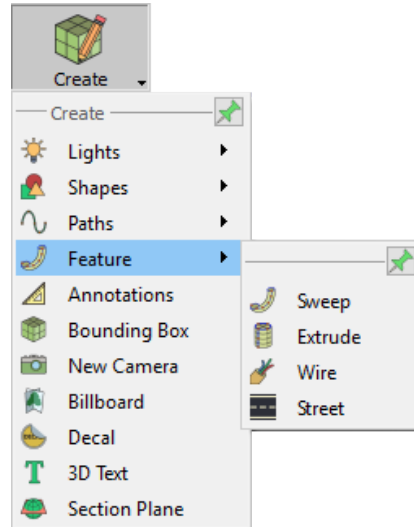 Create
Create
Lights
Shapes
Paths
Feature
Annotations
Bounding Box
New Camera
Billboard
Decal
3D Text
Section Plane
Sweep
Extrude
Wire
Street